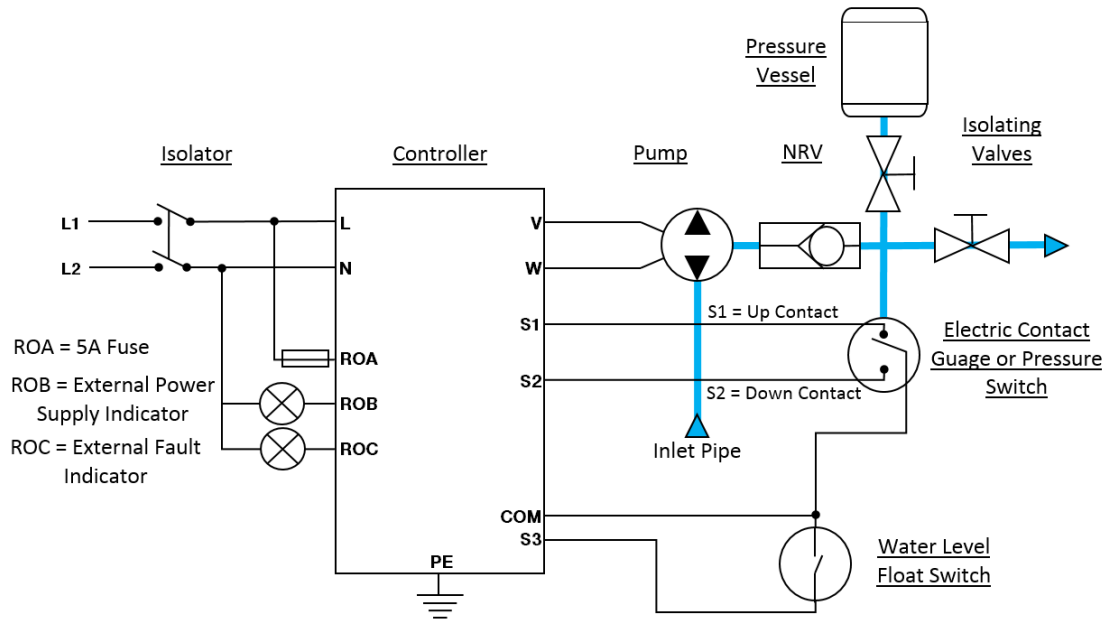 Pressure
Vessel
Isolating
Valves
Isolator
Controller
Pump
NRV
L1
L
V
L2
N
W
S1
S1 = Up Contact
Electric Contact
Guage or Pressure
Switch
ROA = 5A Fuse
ROA
S2
S2 = Down Contact
ROB = External Power
Supply Indicator
ROB
ROC = External Fault
Indicator
ROC
Inlet Pipe
COM
S3
Water Level
Float Switch
PE